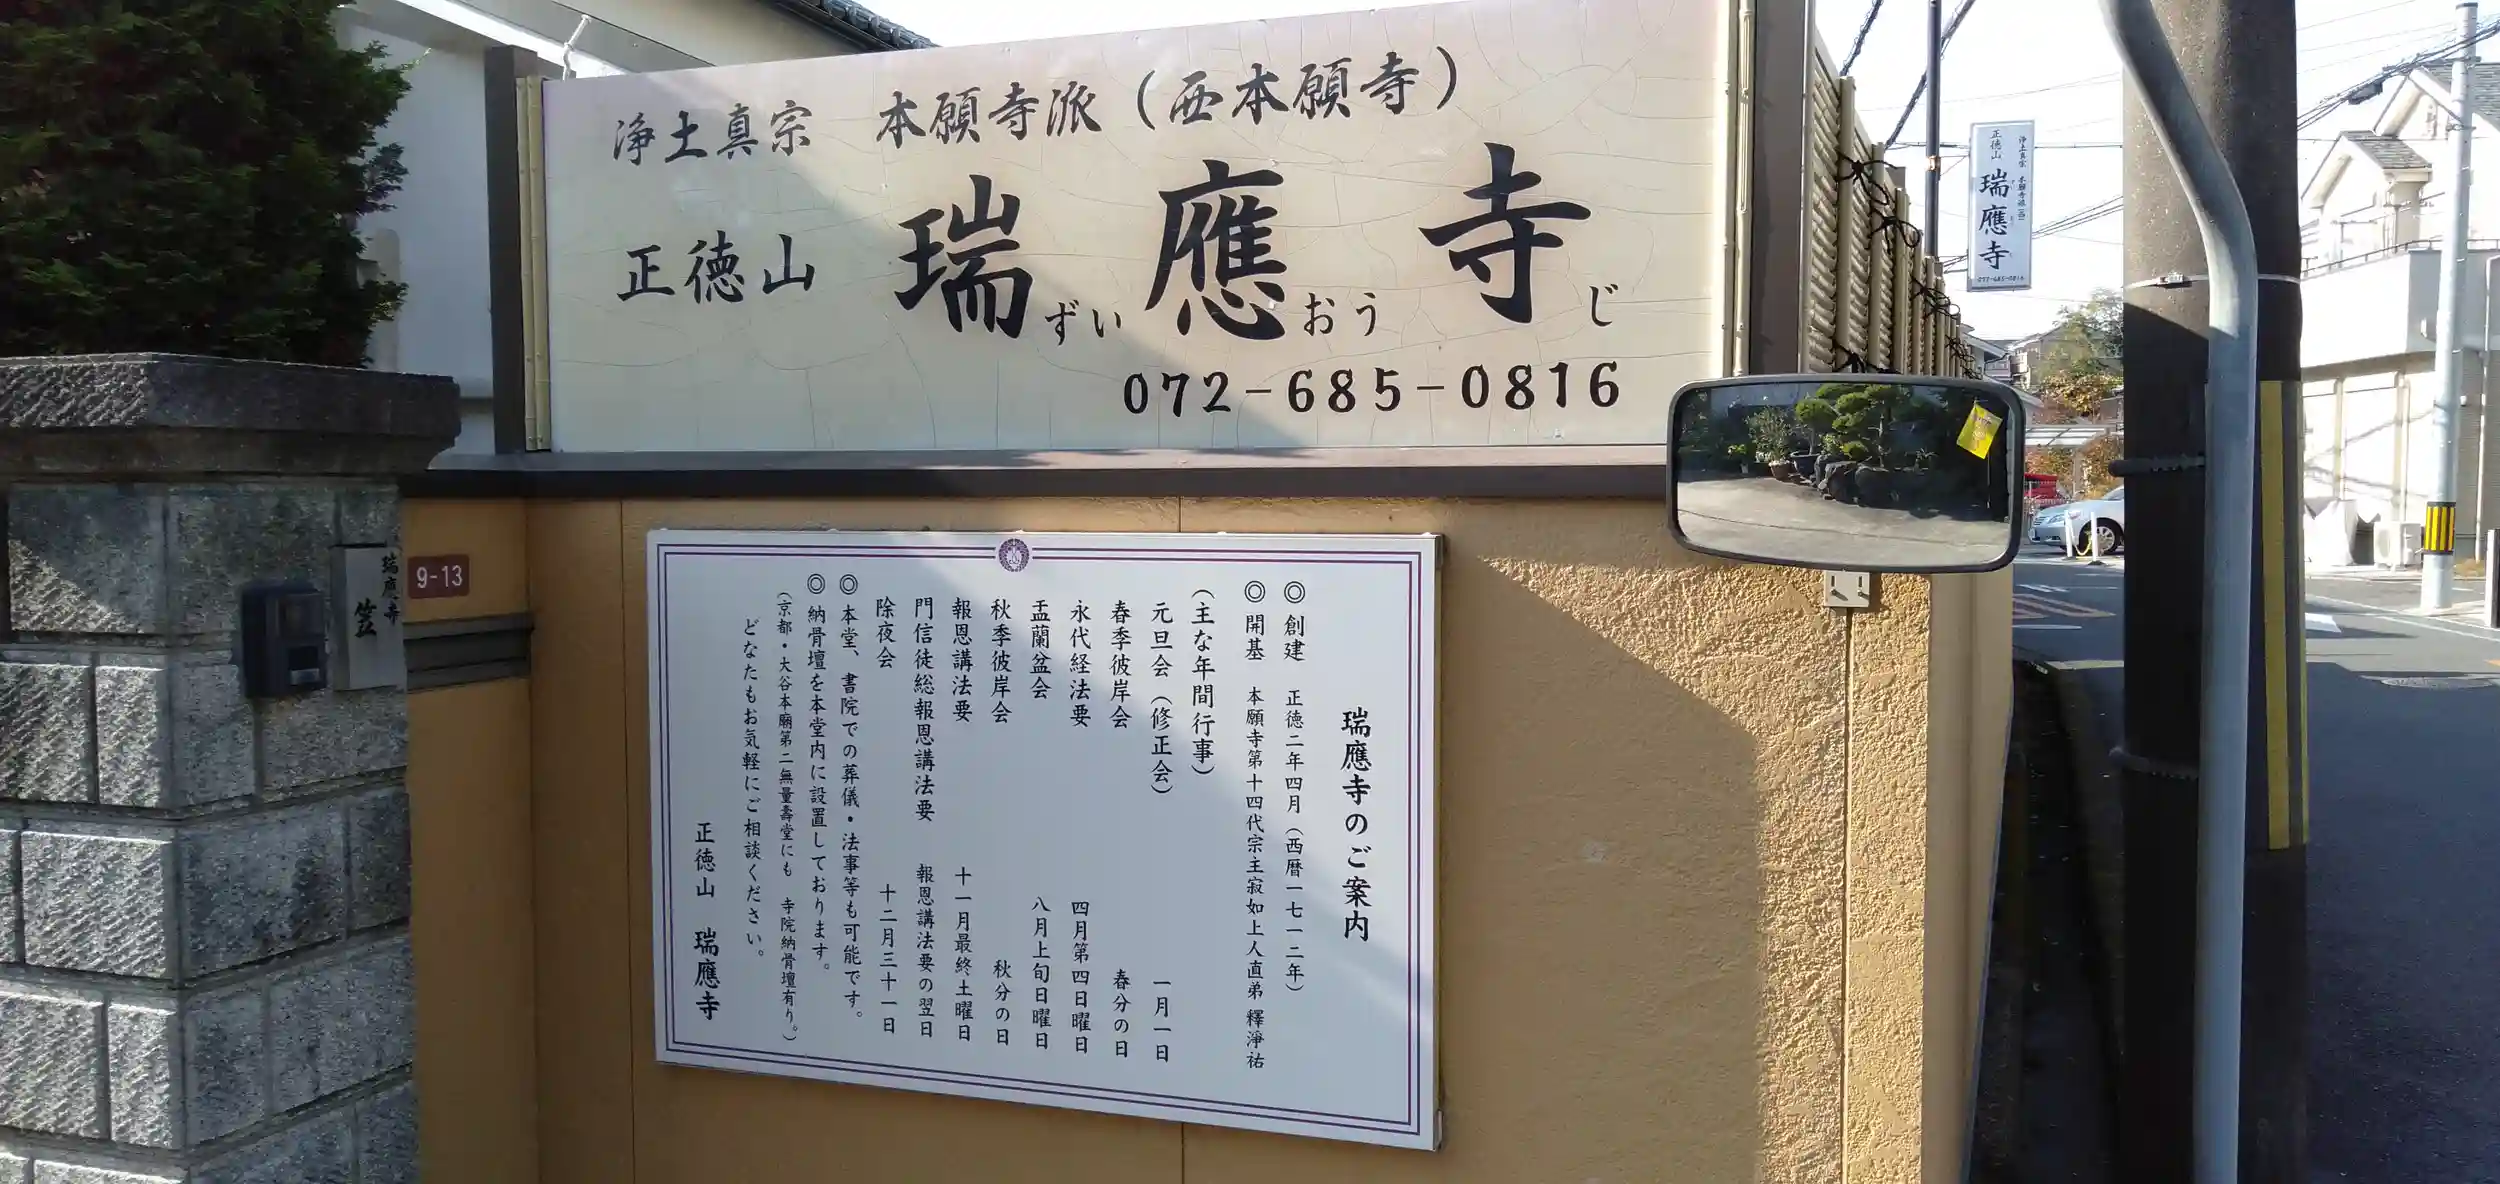 浄土真宗 本願寺派（西本願寺）
正徳山 瑞應寺
ずい おう じ
072-685-0816
正徳山 瑞應寺
浄土真宗 本願寺派(西)
072-685-0816
瑞應寺
笠
9-13
瑞應寺のご案内
◎創建 正徳二年四月（西暦一七一二年）
◎開基 本願寺第十四代宗主寂如上人直弟 釋淨祐
（主な年間行事）
元旦会（修正会） 一月一日
春季彼岸会 春分の日
永代経法要 四月第四日曜日
盂蘭盆会 八月上旬日曜日
秋季彼岸会 秋分の日
報恩講法要 十一月最終土曜日
門信徒総報恩講法要 報恩講法要の翌日
除夜会 十二月三十一日
◎本堂、書院での葬儀・法事等も可能です。
◎納骨壇を本堂内に設置しております。
（京都・大谷本廟第二無量壽堂にも 寺院納骨壇有り。）
どなたもお気軽にご相談ください。
正徳山 瑞應寺